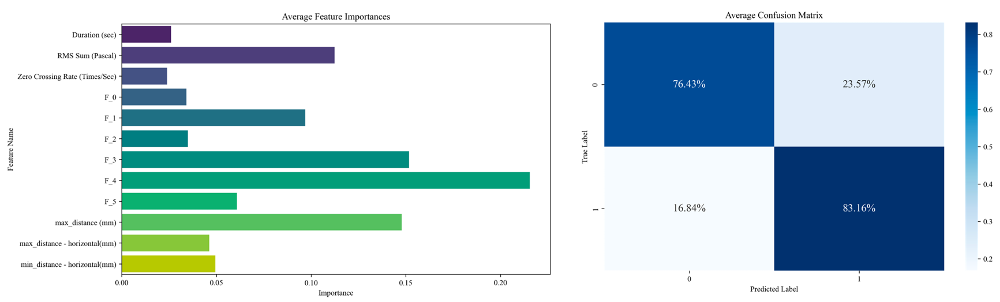 Average Feature Importances
Feature Name
Duration (sec)
RMS Sum (Pascal)
Zero Crossing Rate (Times/Sec)
F_0
F_1
F_2
F_3
F_4
F_5
max_distance (mm)
max_distance - horizontal(mm)
min_distance - horizontal(mm)
0.00 0.05 0.10 0.15 0.20
Importance
Average Confusion Matrix
True Label
0
76.43% 23.57%
1
16.84% 83.16%
0 1
Predicted Label
0.8
0.7
0.6
0.5
0.4
0.3
0.2